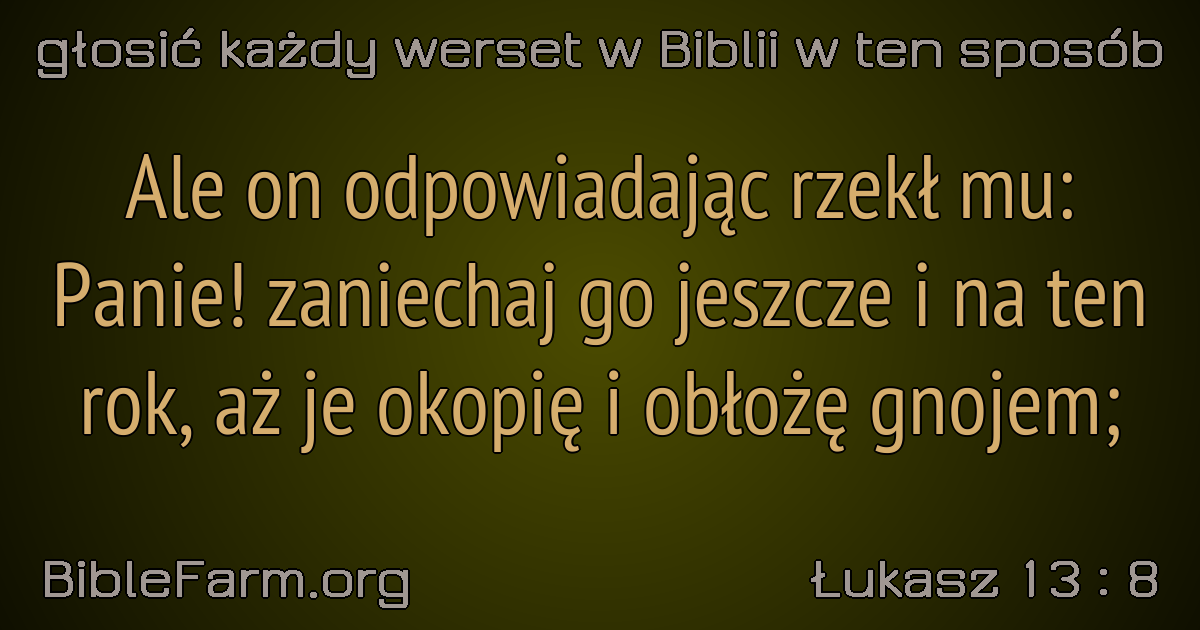 głosić każdy werset w Biblii w ten sposób
Ale on odpowiadając rzekł mu:
Panie! zaniechaj go jeszcze i na ten
rok, aż je okopię i obłożę gnojem;
BibleFarm.org
Łukasz 13 : 8